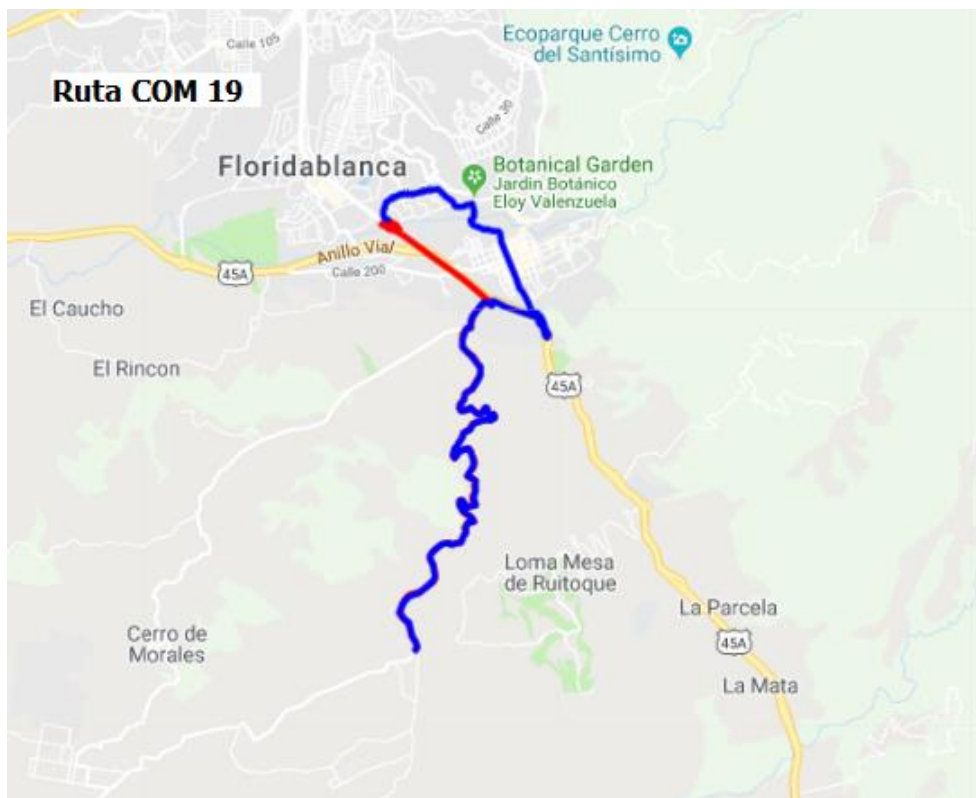 Ecoparque Cerro
del Santísimo
Calle 105
Ruta COM 19
Calle 30
Floridablanca
Botanical Garden
Jardin Botánico
Eloy Valenzuela
Anillo Vial
Calle 200
45A
El Caucho
El Rincon
45A
Loma Mesa
de Ruitoque
La Parcela
Cerro de
Morales
45A
La Mata